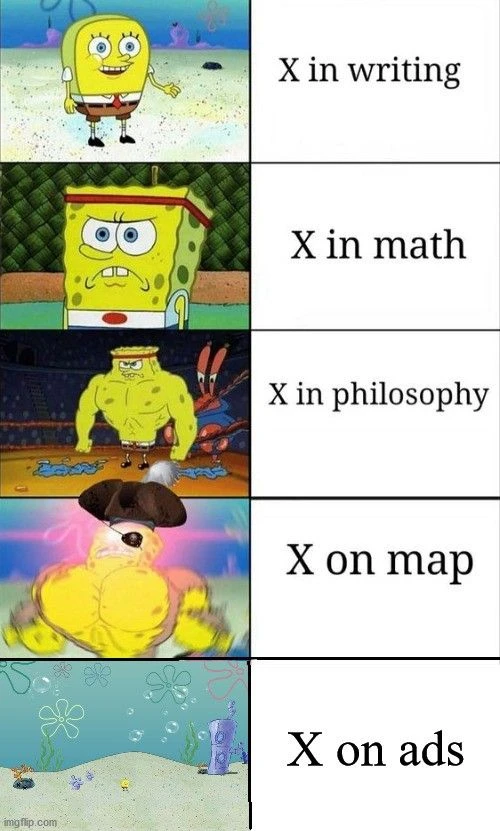 X in writing
X in math
X in philosophy
X on map
X on ads
imgflip.com